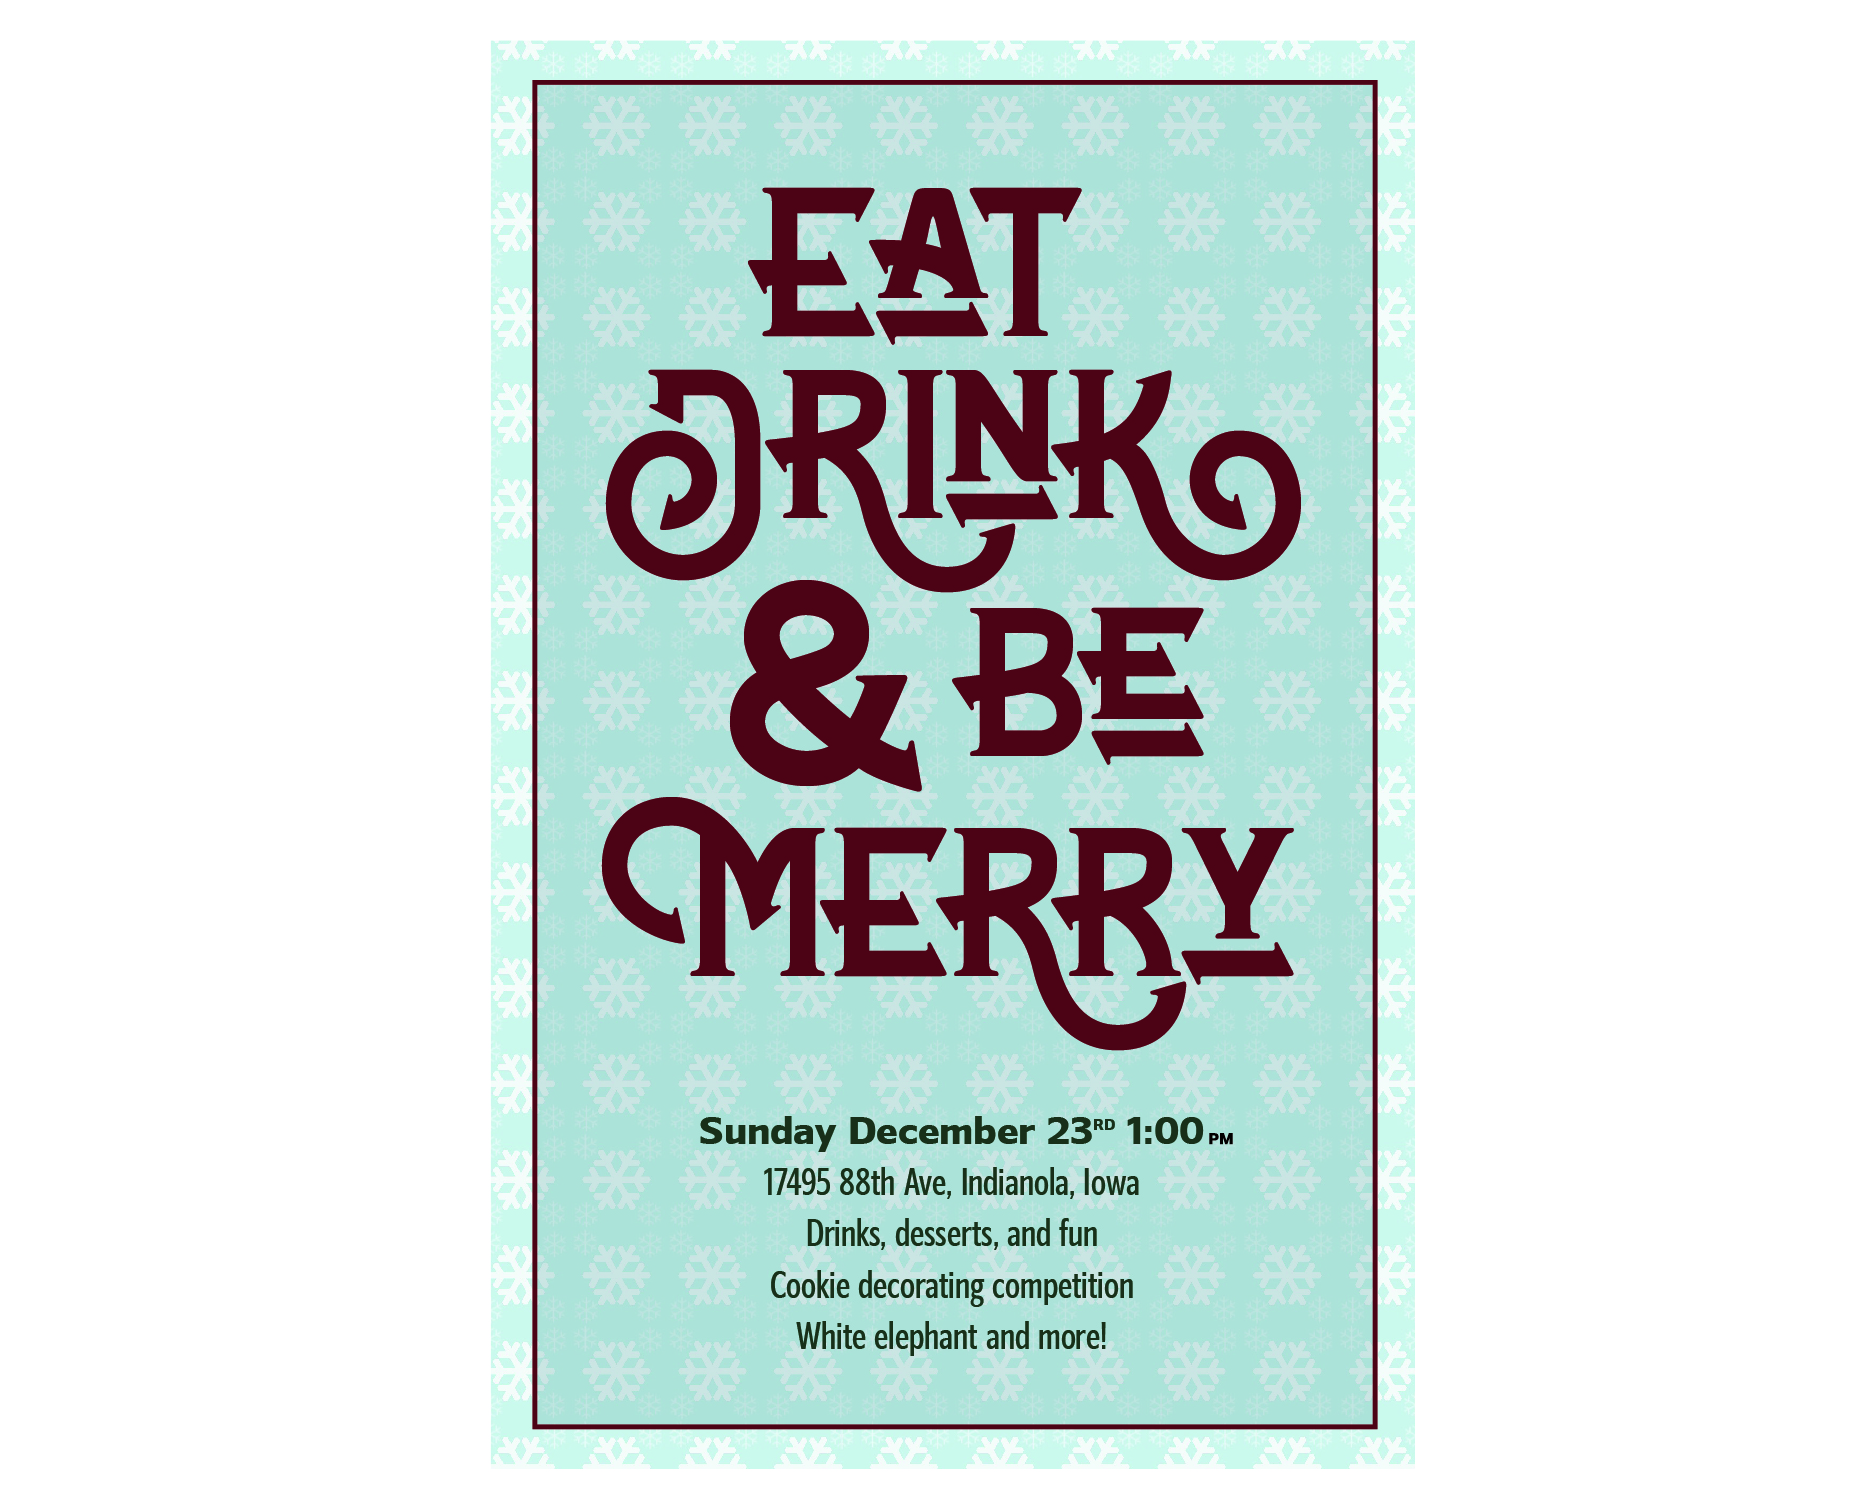 EAT
DRINK
& BE
MERRY
Sunday December 23RD 1:00 PM
17495 88th Ave, Indianola, Iowa
Drinks, desserts, and fun
Cookie decorating competition
White elephant and more!